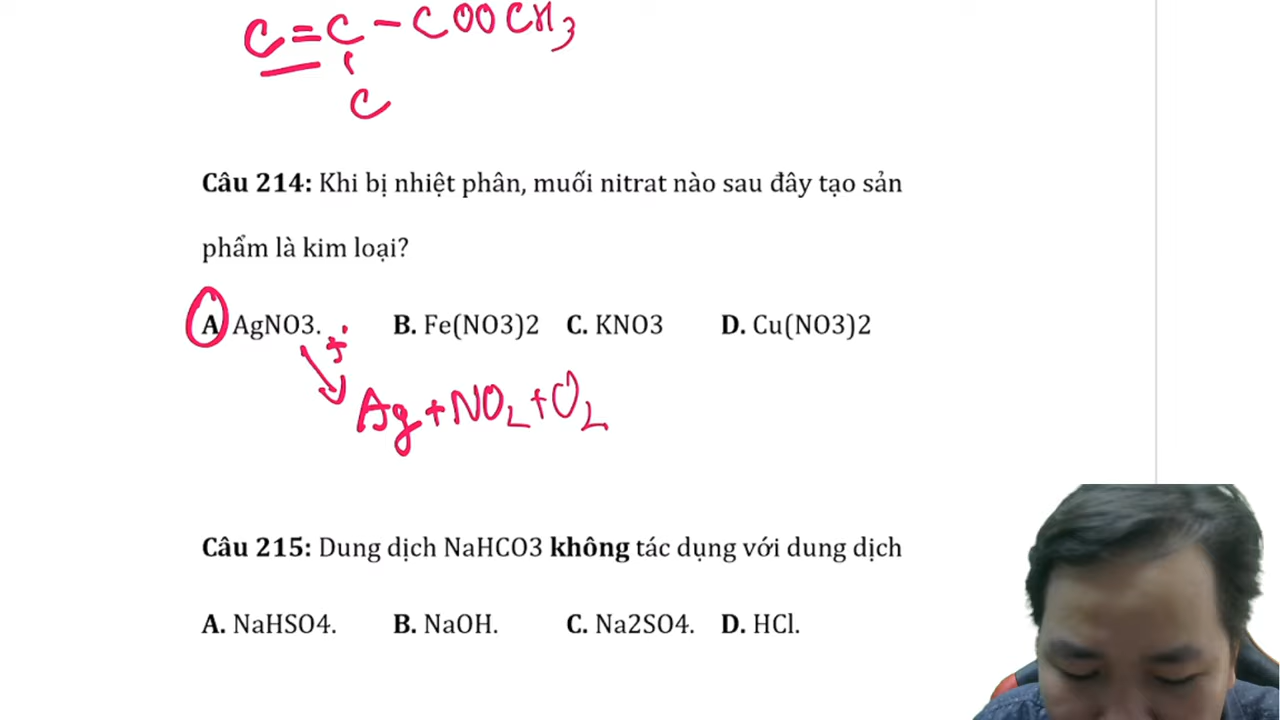 C=C-COOCH3
C
Câu 214: Khi bị nhiệt phân, muối nitrat nào sau đây tạo sản
phẩm là kim loại?
A AgNO3. B. Fe(NO3)2 C. KNO3 D. Cu(NO3)2
Ag+NO2+O2
Câu 215: Dung dịch NaHCO3 không tác dụng với dung dịch
A. NaHSO4. B. NaOH. C. Na2SO4. D. HCl.